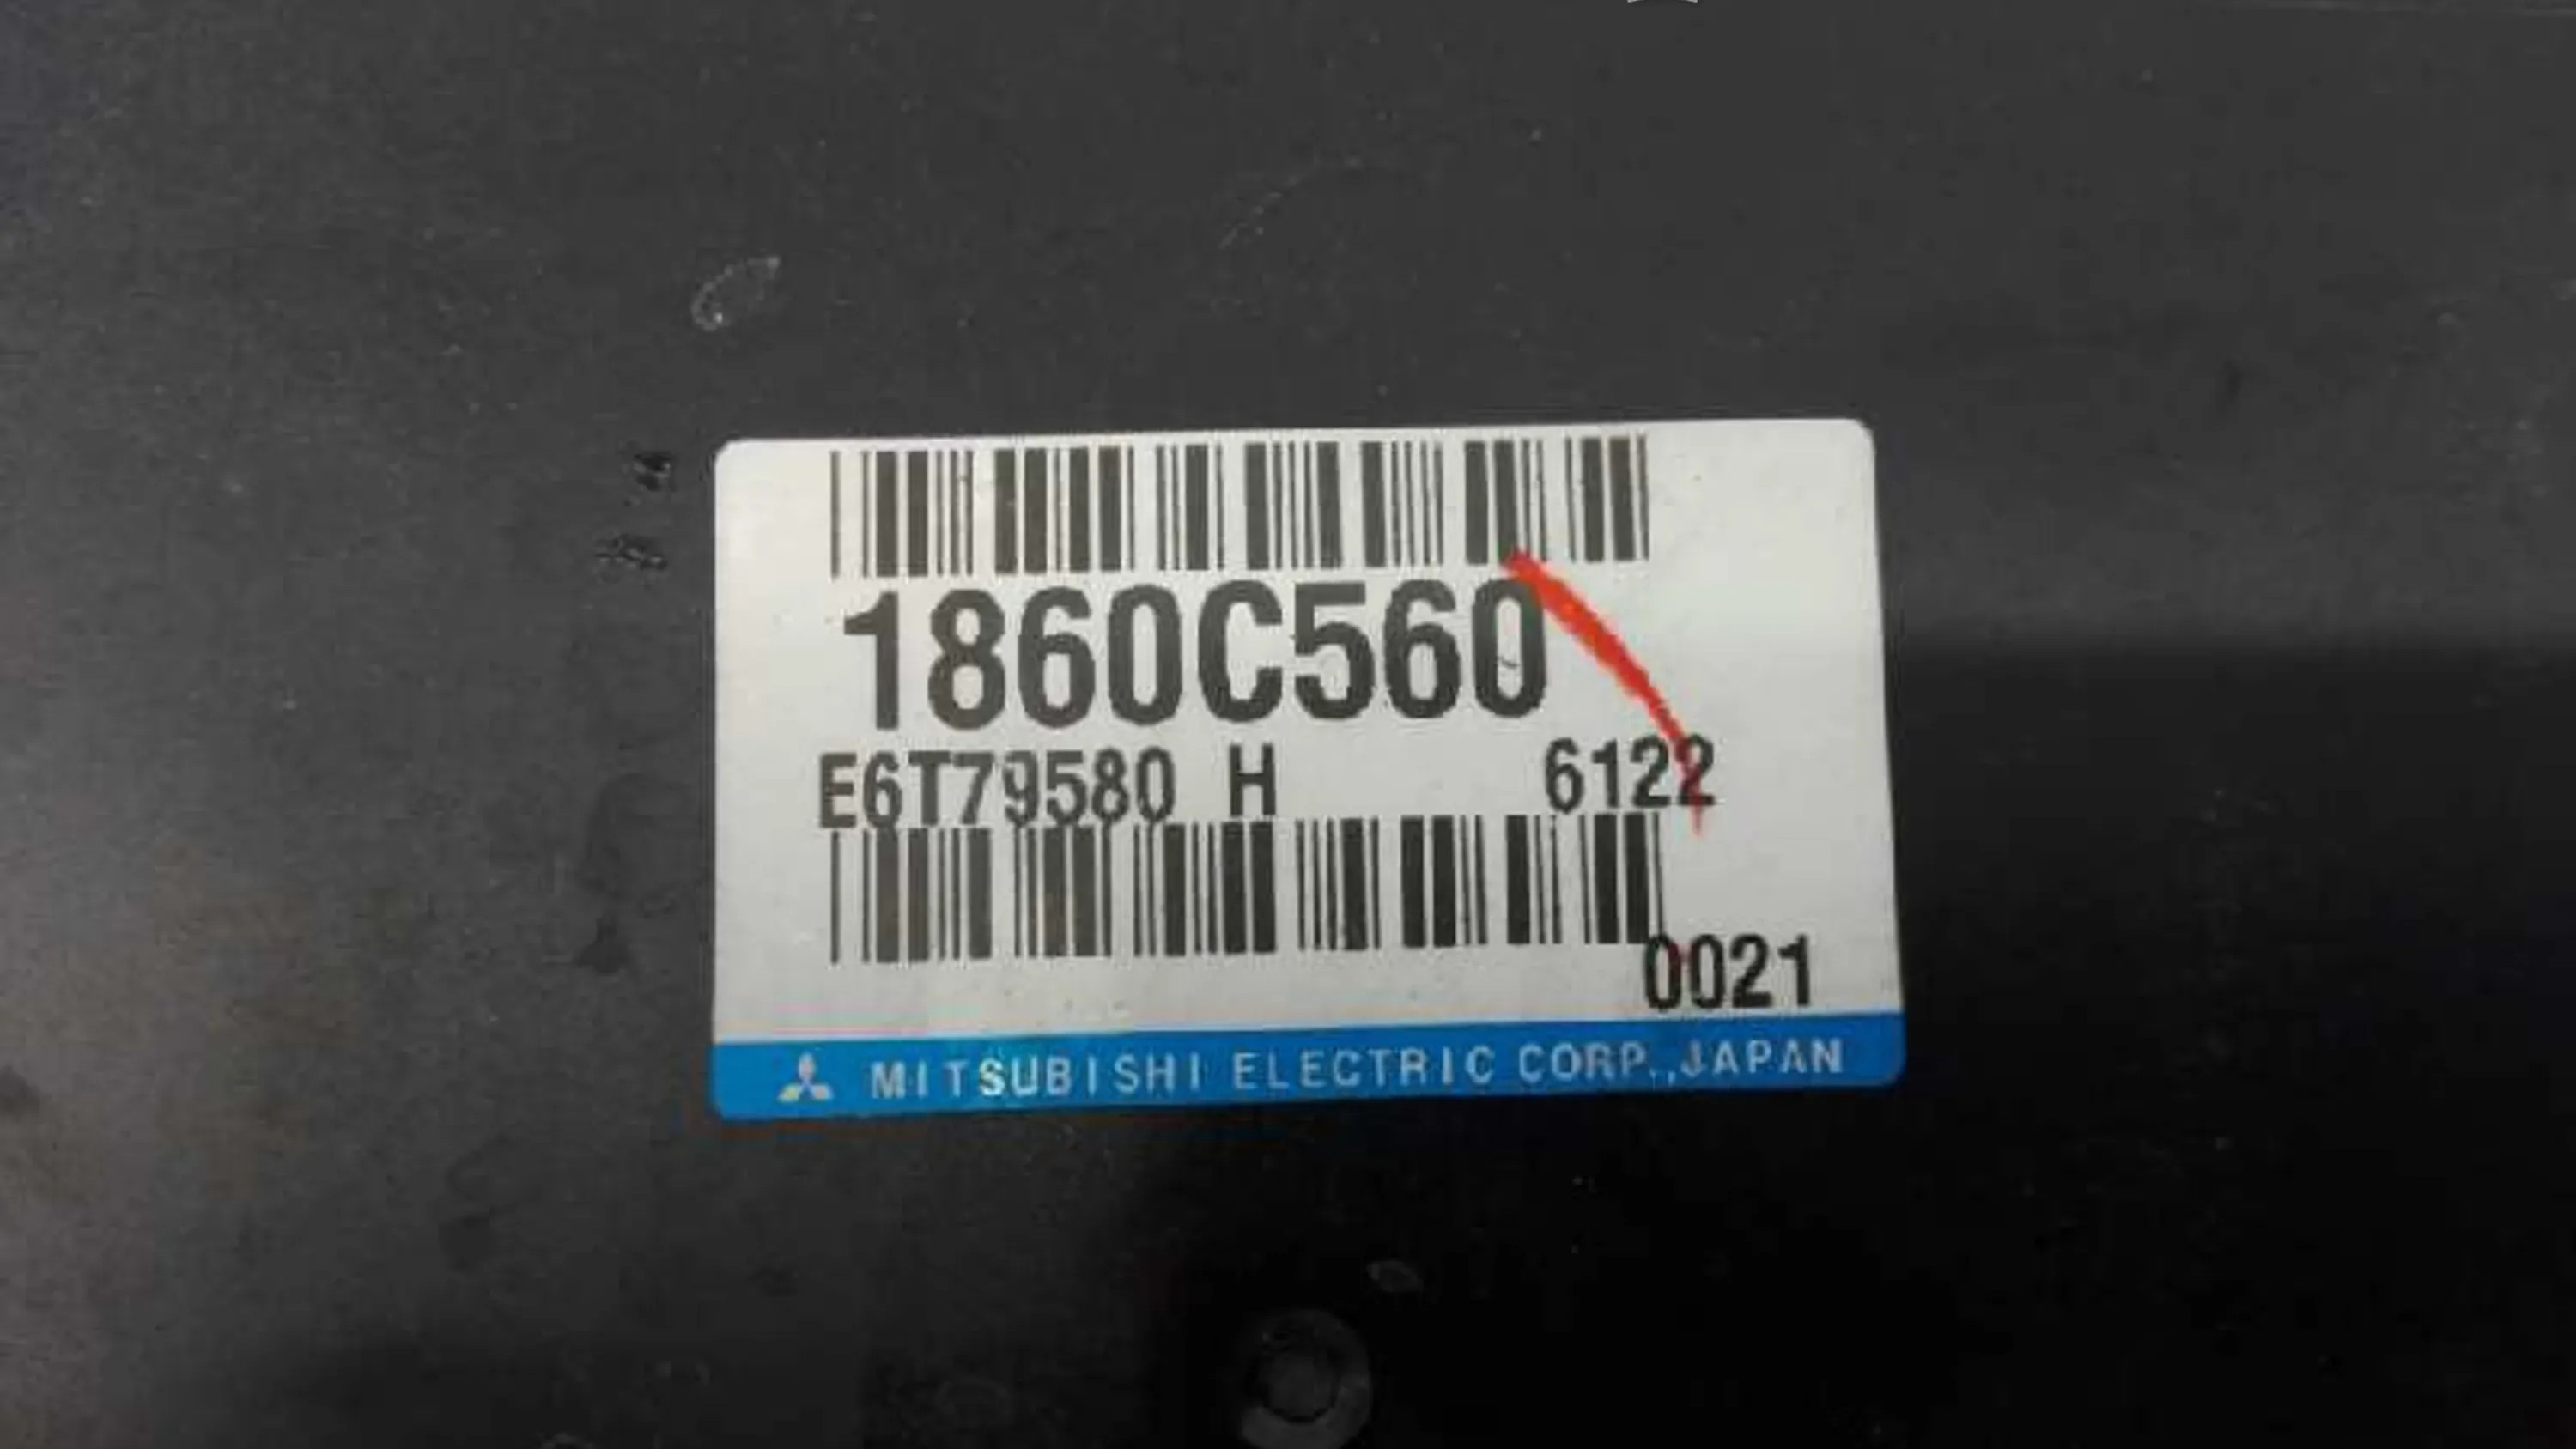 1860C560
E6T79580 H 6122
0021
MITSUBISHI ELECTRIC CORP.,JAPAN